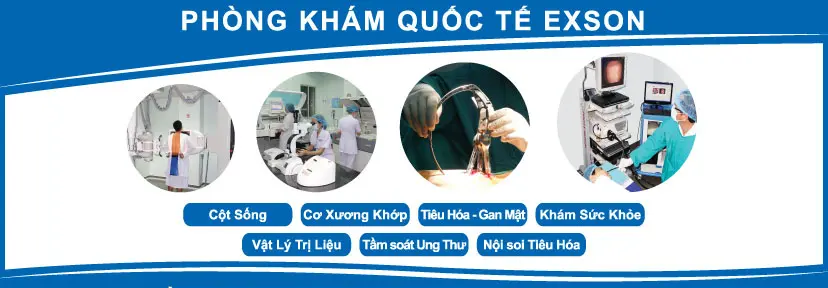 PHÒNG KHÁM QUỐC TẾ EXSON
Cột Sống
Cơ Xương Khớp
Tiêu Hóa - Gan Mật
Khám Sức Khỏe
Vật Lý Trị Liệu
Tầm soát Ung Thư
Nội soi Tiêu Hóa